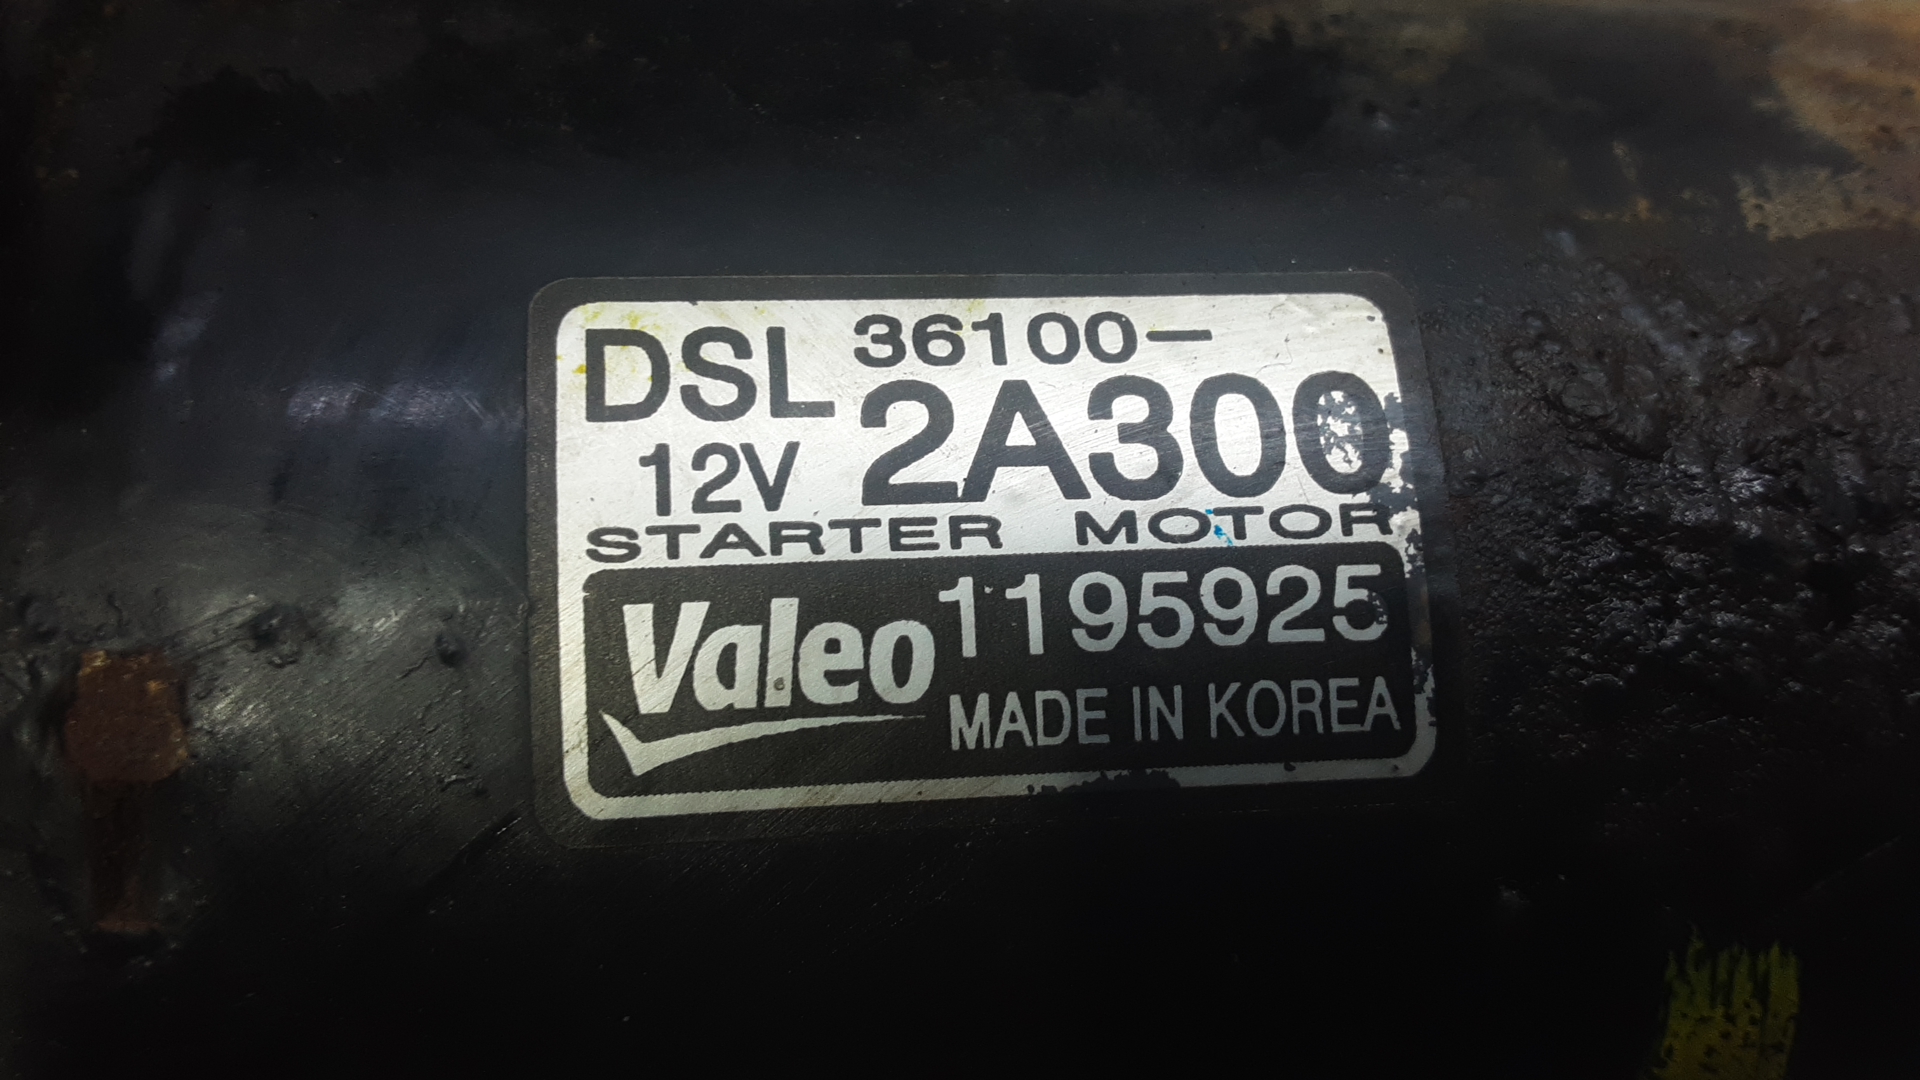 DSL 36100-
12V 2A300
STARTER MOTOR
Valeo 1195925
MADE IN KOREA